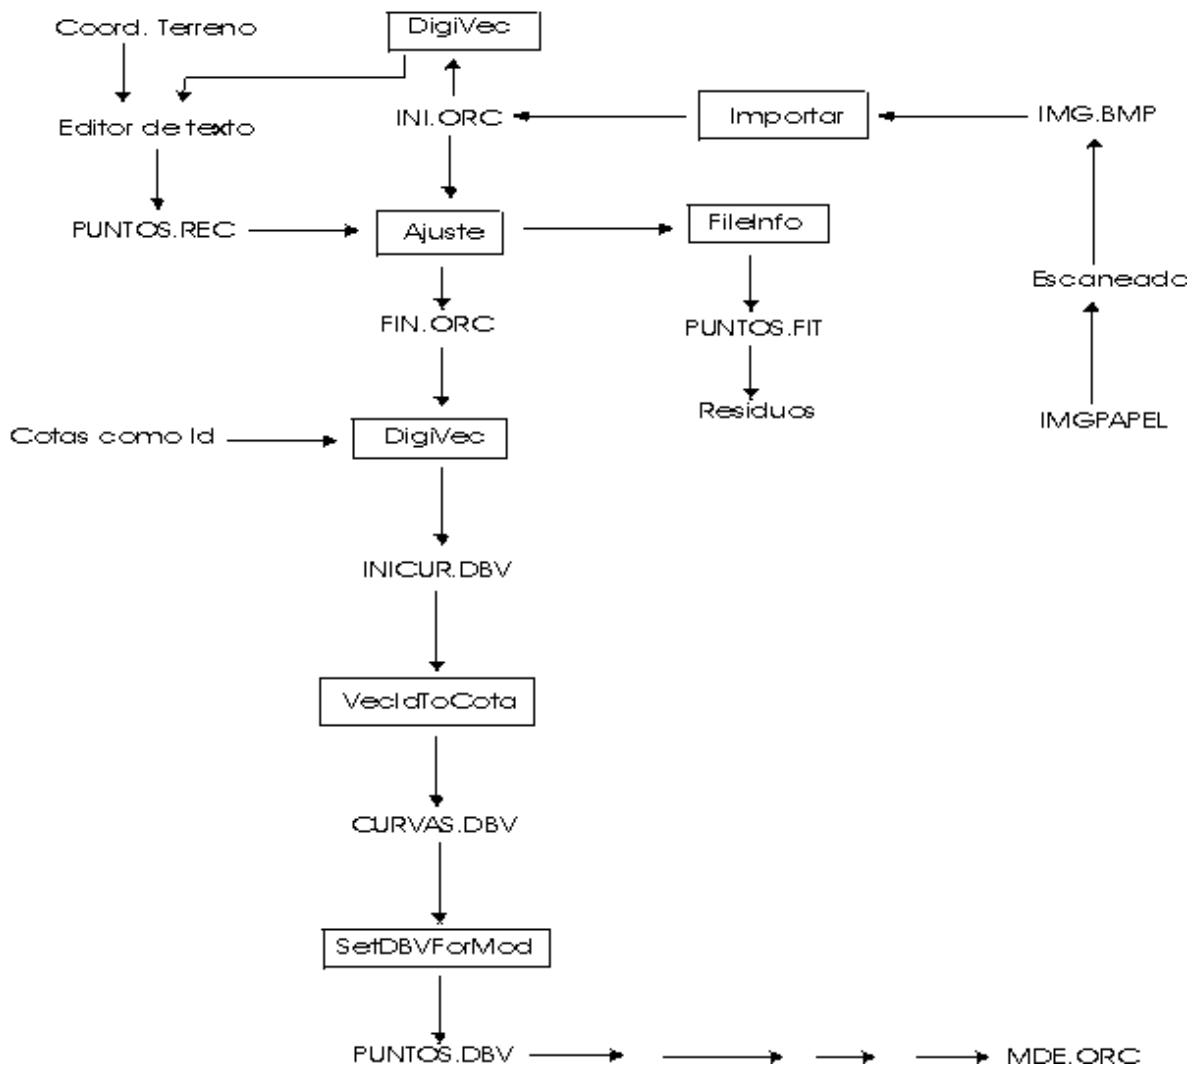 Coord. Terreno
DigiVec
Editor de texto
INI.ORC
Importar
IMG.BMP
PUNTOS.REC
Ajuste
FileInfo
Escaneado
FIN.ORC
PUNTOS.FIT
Residuos
IMGPAPEL
Cotas como Id
DigiVec
INICUR.DBV
VecIdToCota
CURVAS.DBV
SetDBVForMod
PUNTOS.DBV
MDE.ORC